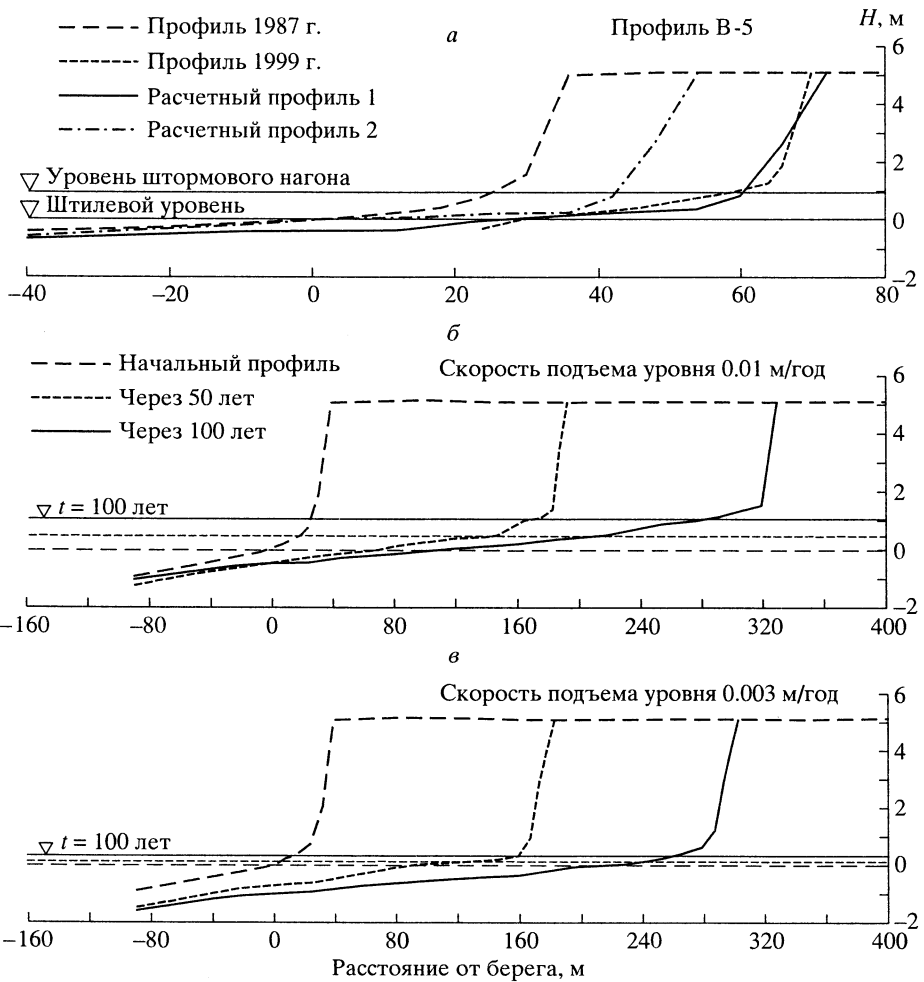 а
Профиль В-5
H, м
Профиль 1987 г.
Профиль 1999 г.
Расчетный профиль 1
Расчетный профиль 2
Уровень штормового нагона
Штилевой уровень
6
4
2
0
−2
−40 −20 0 20 40 60 80
б
Начальный профиль
Через 50 лет
Через 100 лет
Скорость подъема уровня 0.01 м/год
t = 100 лет
6
4
2
0
−2
−160 −80 0 80 160 240 320 400
в
Скорость подъема уровня 0.003 м/год
t = 100 лет
6
4
2
0
−2
−160 −80 0 80 160 240 320 400
Расстояние от берега, м